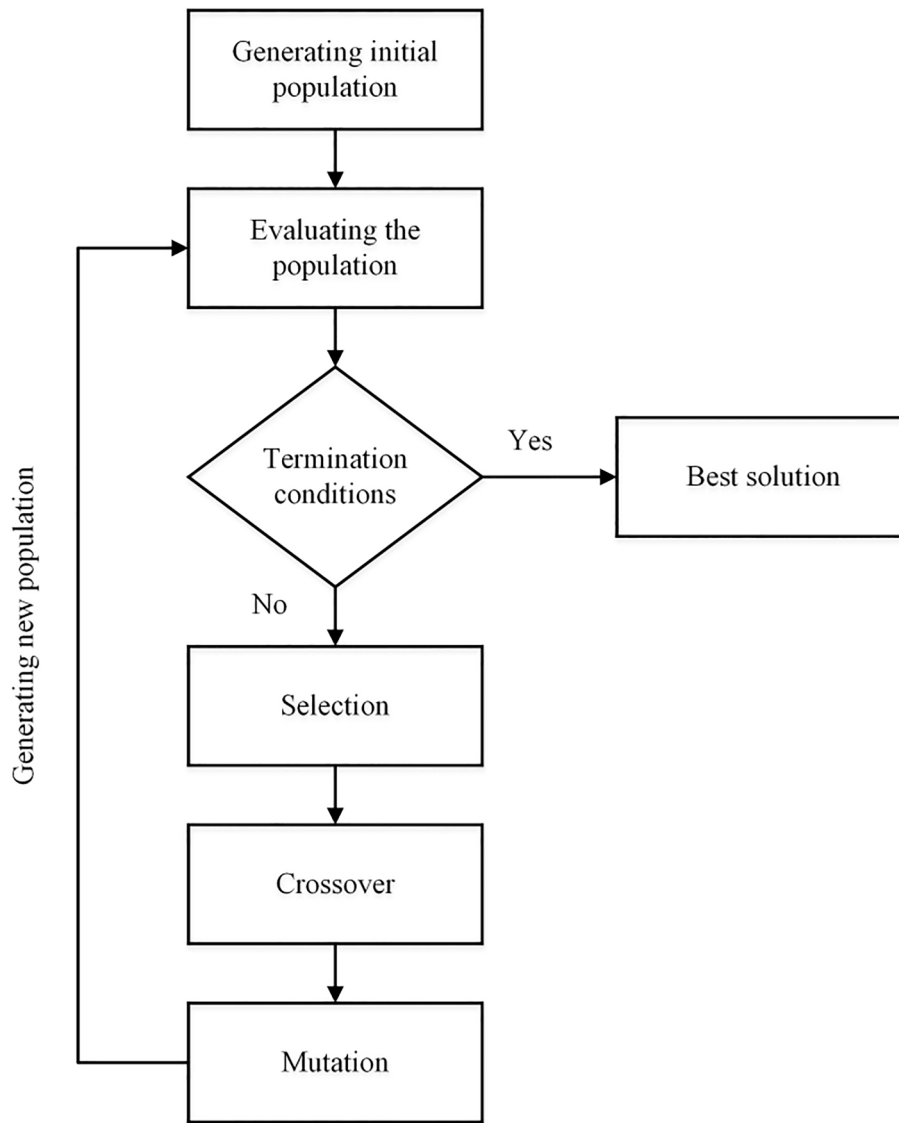 Generating initial
population
Evaluating the
population
Termination
conditions
Yes
Best solution
No
Selection
Crossover
Mutation
Generating new population